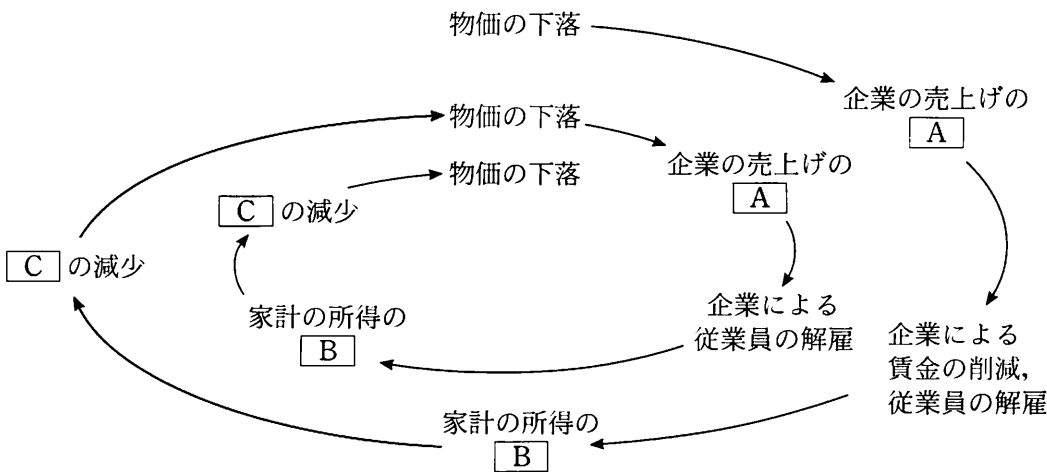 物価の下落
企業の売上げの
A
物価の下落
企業の売上げの
A
物価の下落
Cの減少
Cの減少
企業による
従業員の解雇
企業による
賃金の削減,
従業員の解雇
家計の所得の
B
家計の所得の
B